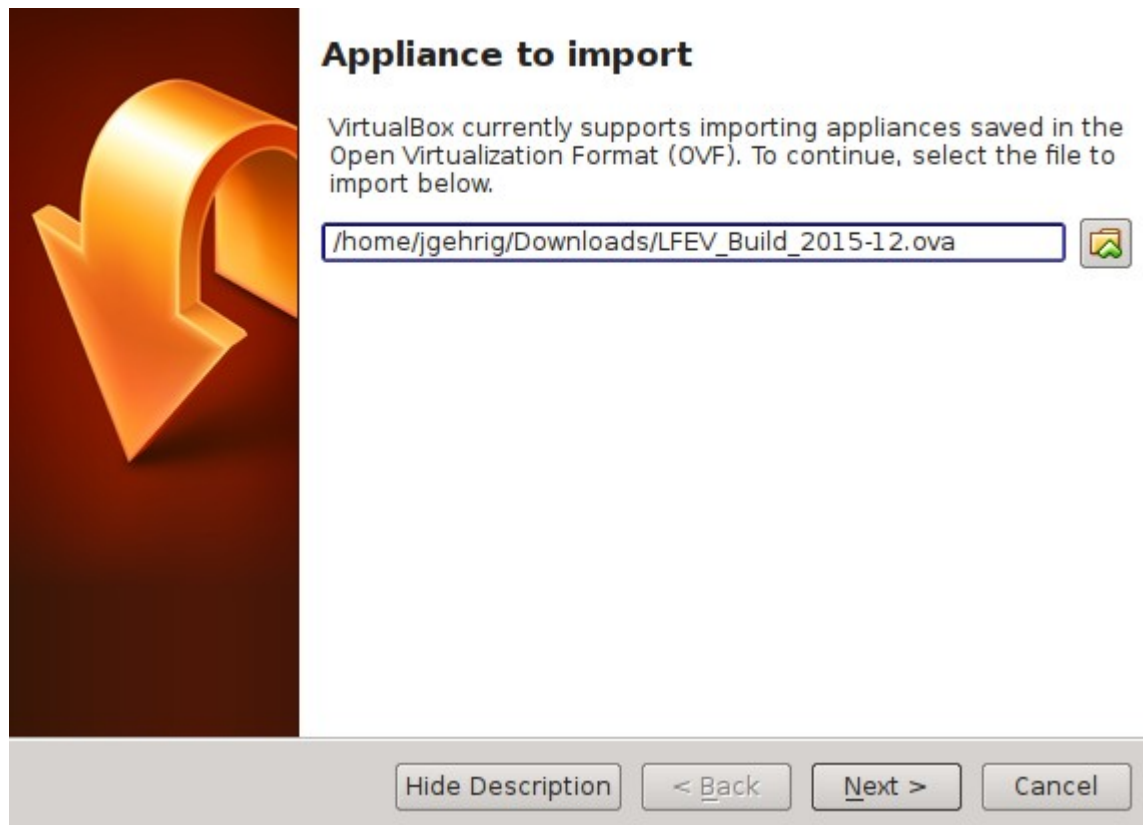 Appliance to import
VirtualBox currently supports importing appliances saved in the
Open Virtualization Format (OVF). To continue, select the file to
import below.
/home/jgehrig/Downloads/LFEV_Build_2015-12.ova
Hide Description
< Back
Next >
Cancel